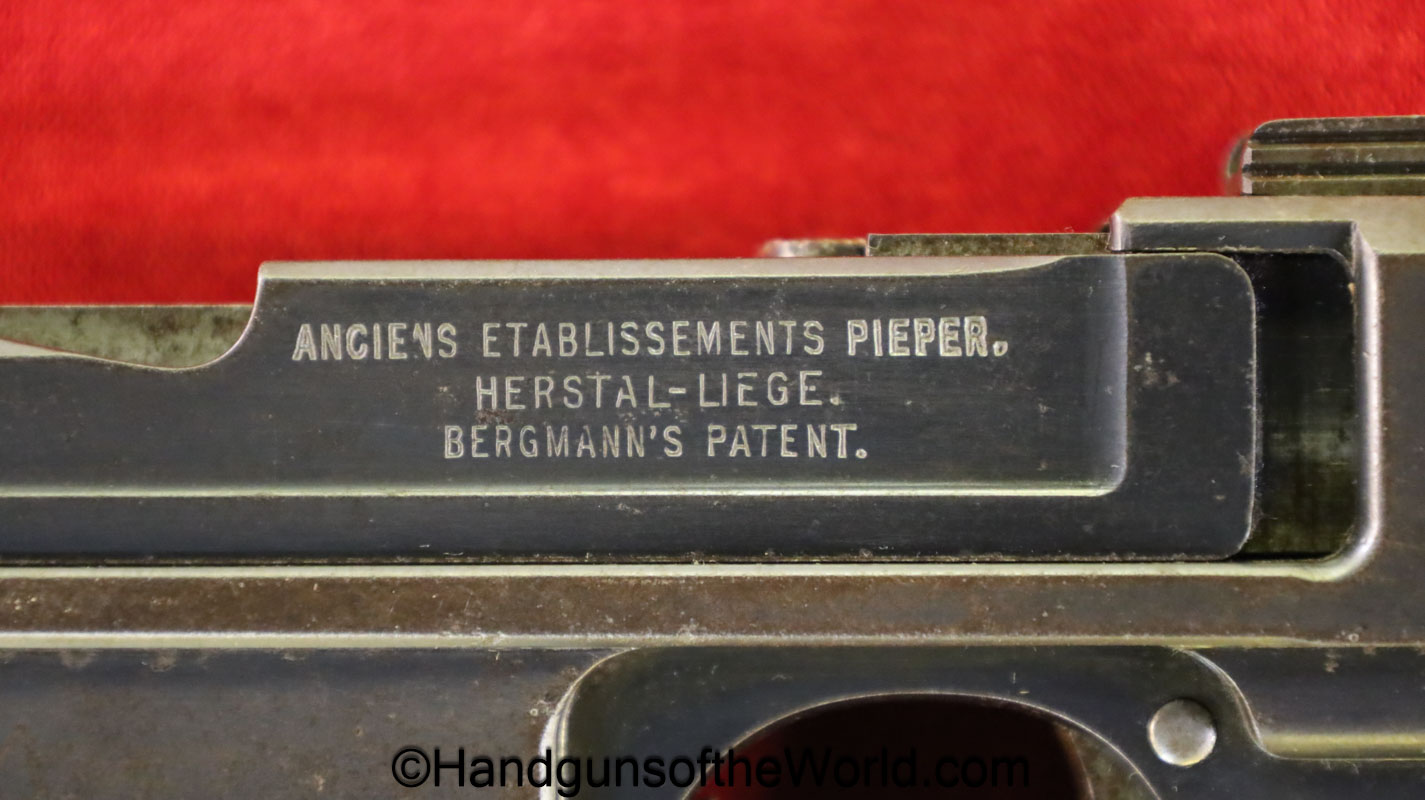 ANCIENS ETABLISSEMENTS PIEPER.
HERSTAL-LIEGE.
BERGMANN'S PATENT.
©HandgunsoftheWorld.com